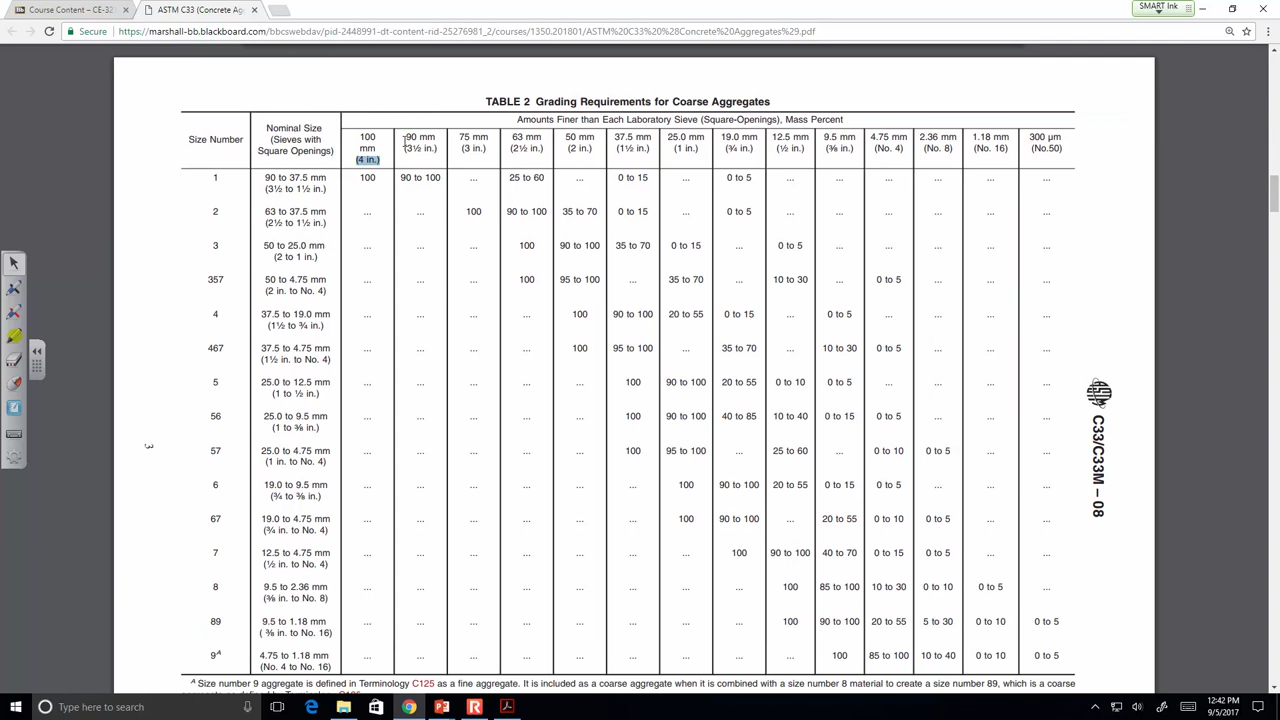 Course Content – CE-32
ASTM C33 (Concrete Ag
SMART Ink
Secure | https://marshall-bb.blackboard.com/bbcswebdav/pid-2448991-dt-content-rid-25276981_2/courses/1350.201801/ASTM%20C33%20%28Concrete%20Aggregates%29.pdf
TABLE 2 Grading Requirements for Coarse Aggregates
Amounts Finer than Each Laboratory Sieve (Square-Openings), Mass Percent
Size Number Nominal Size (Sieves with Square Openings) 100 mm (4 in.) 90 mm (3½ in.) 75 mm (3 in.) 63 mm (2½ in.) 50 mm (2 in.) 37.5 mm (1½ in.) 25.0 mm (1 in.) 19.0 mm (¾ in.) 12.5 mm (½ in.) 9.5 mm (⅜ in.) 4.75 mm (No. 4) 2.36 mm (No. 8) 1.18 mm (No. 16) 300 µm (No.50)
1 90 to 37.5 mm 100 90 to 100 ... 25 to 60 ... 0 to 15 ... 0 to 5 ... ... ... ... ... ...
(3½ to 1½ in.)
2 63 to 37.5 mm ... ... 100 90 to 100 35 to 70 0 to 15 ... 0 to 5 ... ... ... ... ... ...
(2½ to 1½ in.)
3 50 to 25.0 mm ... ... ... 100 90 to 100 35 to 70 0 to 15 ... 0 to 5 ... ... ... ... ...
(2 to 1 in.)
357 50 to 4.75 mm ... ... ... 100 95 to 100 ... 35 to 70 ... 10 to 30 ... 0 to 5 ... ... ...
(2 in. to No. 4)
4 37.5 to 19.0 mm ... ... ... ... 100 90 to 100 20 to 55 0 to 15 ... 0 to 5 ... ... ... ...
(1½ to ¾ in.)
467 37.5 to 4.75 mm ... ... ... ... 100 95 to 100 ... 35 to 70 ... 10 to 30 0 to 5 ... ... ...
(1½ in. to No. 4)
5 25.0 to 12.5 mm ... ... ... ... ... 100 90 to 100 20 to 55 0 to 10 0 to 5 ... ... ... ...
(1 to ½ in.)
56 25.0 to 9.5 mm ... ... ... ... ... 100 90 to 100 40 to 85 10 to 40 0 to 15 0 to 5 ... ... ...
(1 to ⅜ in.)
57 25.0 to 4.75 mm ... ... ... ... ... 100 95 to 100 ... 25 to 60 ... 0 to 10 0 to 5 ... ...
(1 in. to No. 4)
6 19.0 to 9.5 mm ... ... ... ... ... ... 100 90 to 100 20 to 55 0 to 15 0 to 5 ... ... ...
(¾ to ⅜ in.)
67 19.0 to 4.75 mm ... ... ... ... ... ... 100 90 to 100 ... 20 to 55 0 to 10 0 to 5 ... ...
(¾ in. to No. 4)
7 12.5 to 4.75 mm ... ... ... ... ... ... ... 100 90 to 100 40 to 70 0 to 15 0 to 5 ... ...
(½ in. to No. 4)
8 9.5 to 2.36 mm ... ... ... ... ... ... ... ... 100 85 to 100 10 to 30 0 to 10 0 to 5 ...
(⅜ in. to No. 8)
89 9.5 to 1.18 mm ... ... ... ... ... ... ... ... 100 90 to 100 20 to 55 5 to 30 0 to 10 0 to 5
( ⅜ in. to No. 16)
9A 4.75 to 1.18 mm ... ... ... ... ... ... ... ... ... 100 85 to 100 10 to 40 0 to 10 0 to 5
(No. 4 to No. 16)
A Size number 9 aggregate is defined in Terminology C125 as a fine aggregate. It is included as a coarse aggregate when it is combined with a size number 8 material to create a size number 89, which is a coarse
3
C33/C33M – 08
Type here to search
12:42 PM
9/5/2017